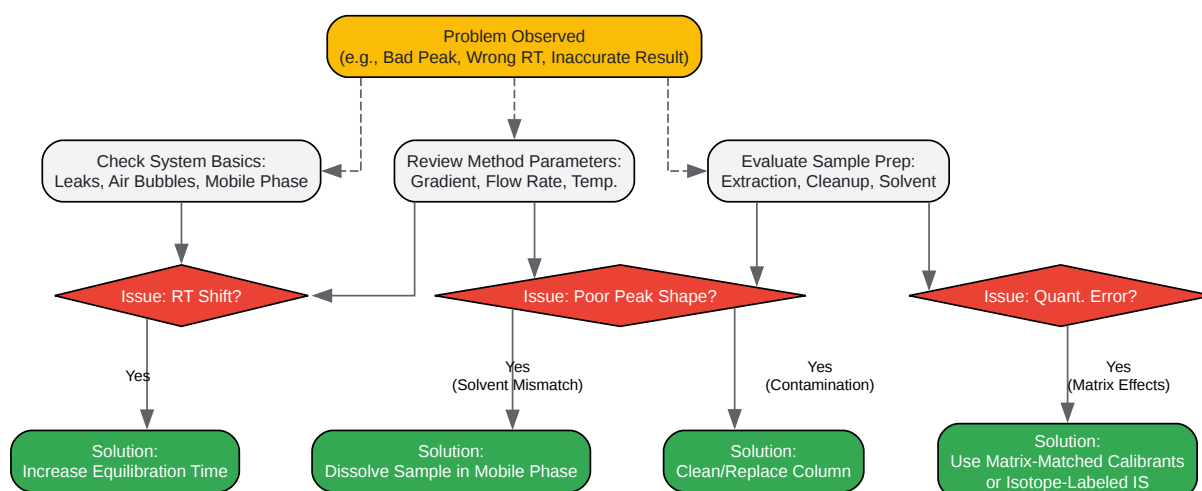 Problem Observed
(e.g., Bad Peak, Wrong RT, Inaccurate Result)
Check System Basics:
Leaks, Air Bubbles, Mobile Phase
Review Method Parameters:
Gradient, Flow Rate, Temp.
Evaluate Sample Prep:
Extraction, Cleanup, Solvent
Issue: RT Shift?
Issue: Poor Peak Shape?
Issue: Quant. Error?
Yes
Yes
(Solvent Mismatch)
Yes
(Contamination)
Yes
(Matrix Effects)
Solution:
Increase Equilibration Time
Solution:
Dissolve Sample in Mobile Phase
Solution:
Clean/Replace Column
Solution:
Use Matrix-Matched Calibrants
or Isotope-Labeled IS